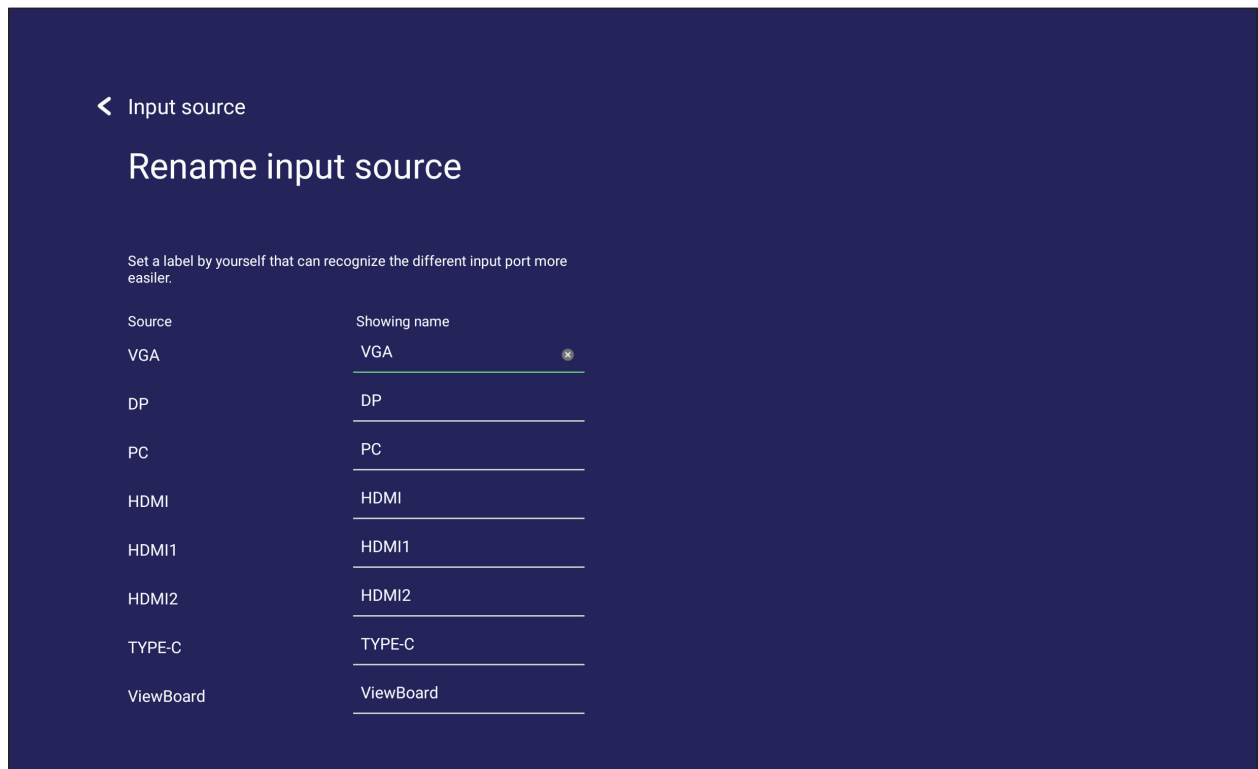 Input source
Rename input source
Set a label by yourself that can recognize the different input port more
easiler.
Source Showing name
VGA VGA
DP DP
PC PC
HDMI HDMI
HDMI1 HDMI1
HDMI2 HDMI2
TYPE-C TYPE-C
ViewBoard ViewBoard